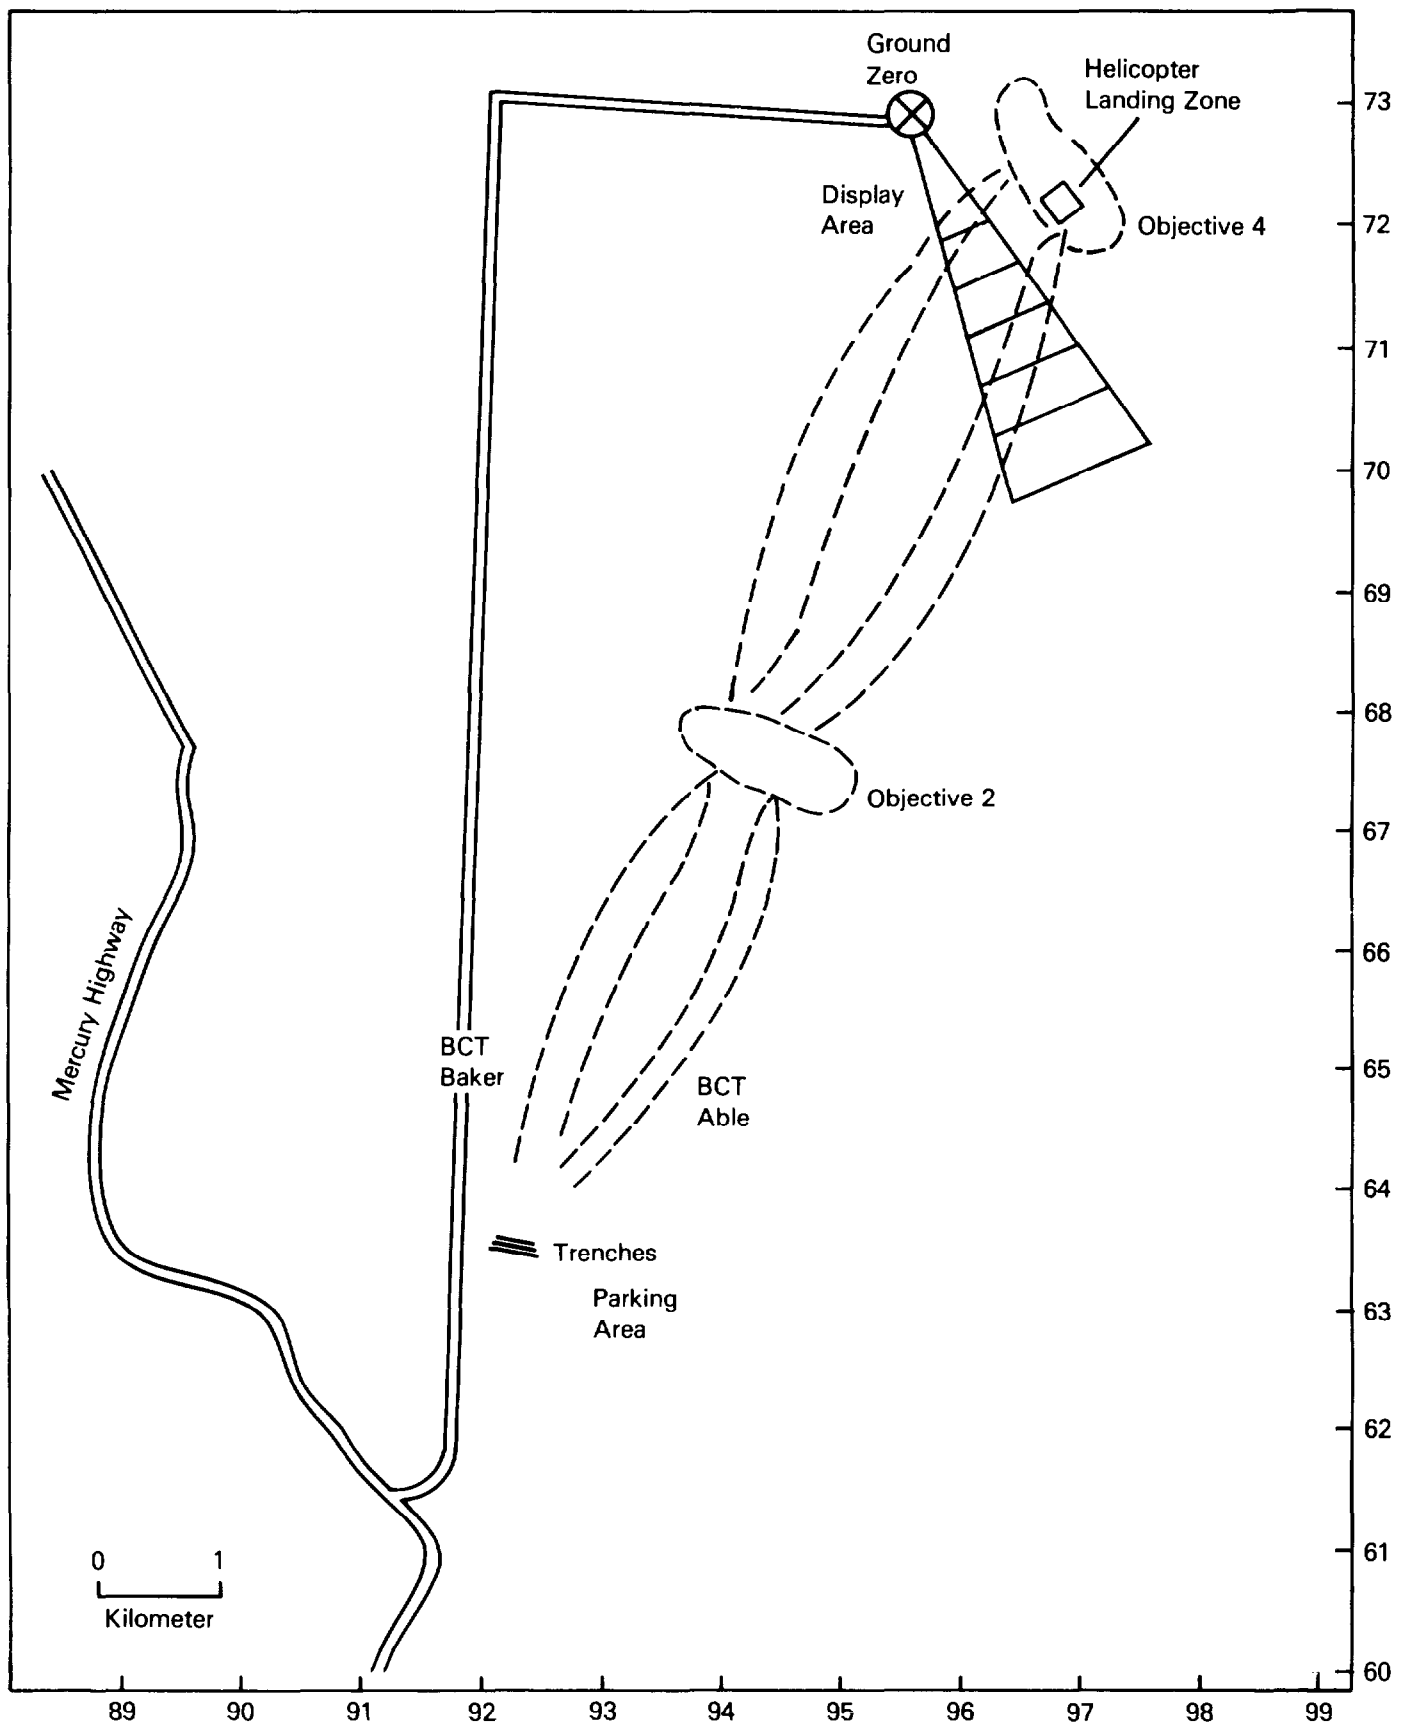 Ground
Zero
Helicopter
Landing Zone
73
Display
Area
72
Objective 4
71
70
69
68
Objective 2
67
Mercury Highway
66
BCT
Baker
65
BCT
Able
64
Trenches
Parking
Area
63
62
0 1
Kilometer
61
60
89 90 91 92 93 94 95 96 97 98 99